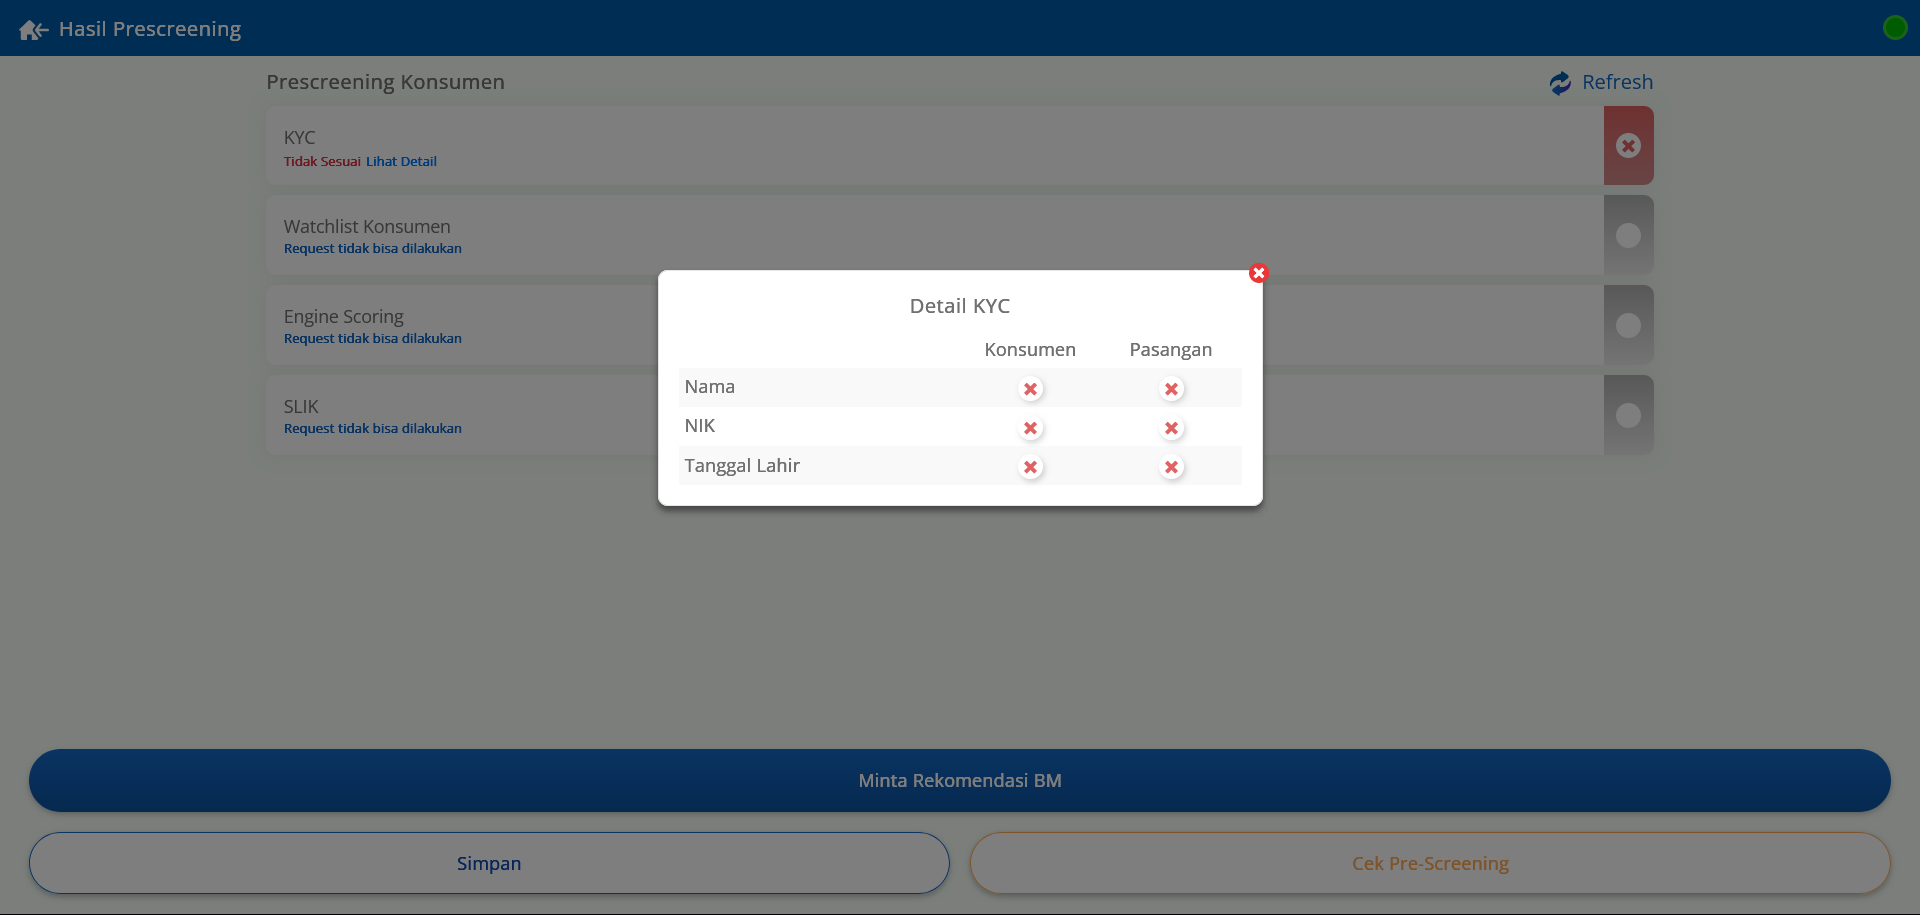 Hasil Prescreening
Prescreening Konsumen
Refresh
KYC
Tidak Sesuai Lihat Detail
Watchlist Konsumen
Request tidak bisa dilakukan
Engine Scoring
Request tidak bisa dilakukan
SLIK
Request tidak bisa dilakukan
Detail KYC
Konsumen Pasangan
Nama
NIK
Tanggal Lahir
Minta Rekomendasi BM
Simpan
Cek Pre-Screening